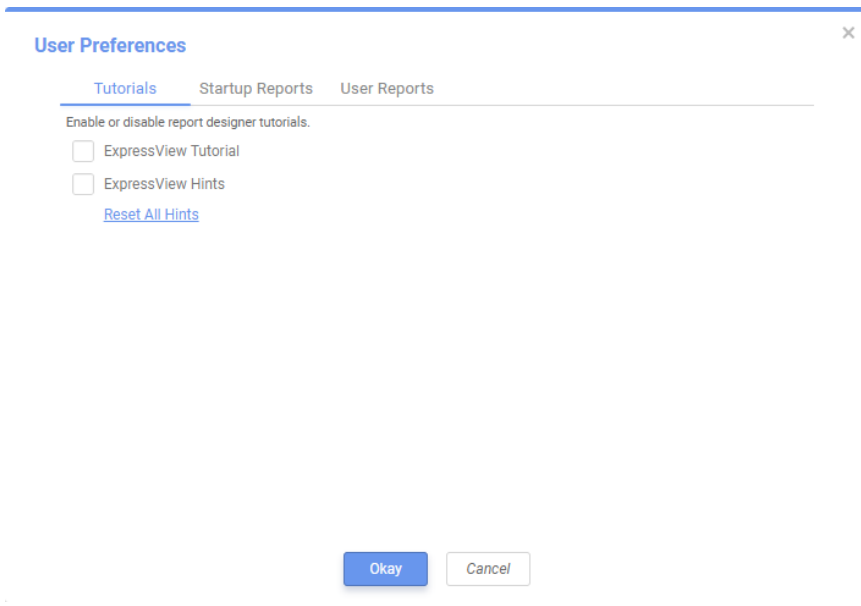 User Preferences
Tutorials Startup Reports User Reports
Enable or disable report designer tutorials.
ExpressView Tutorial
ExpressView Hints
Reset All Hints
Okay Cancel